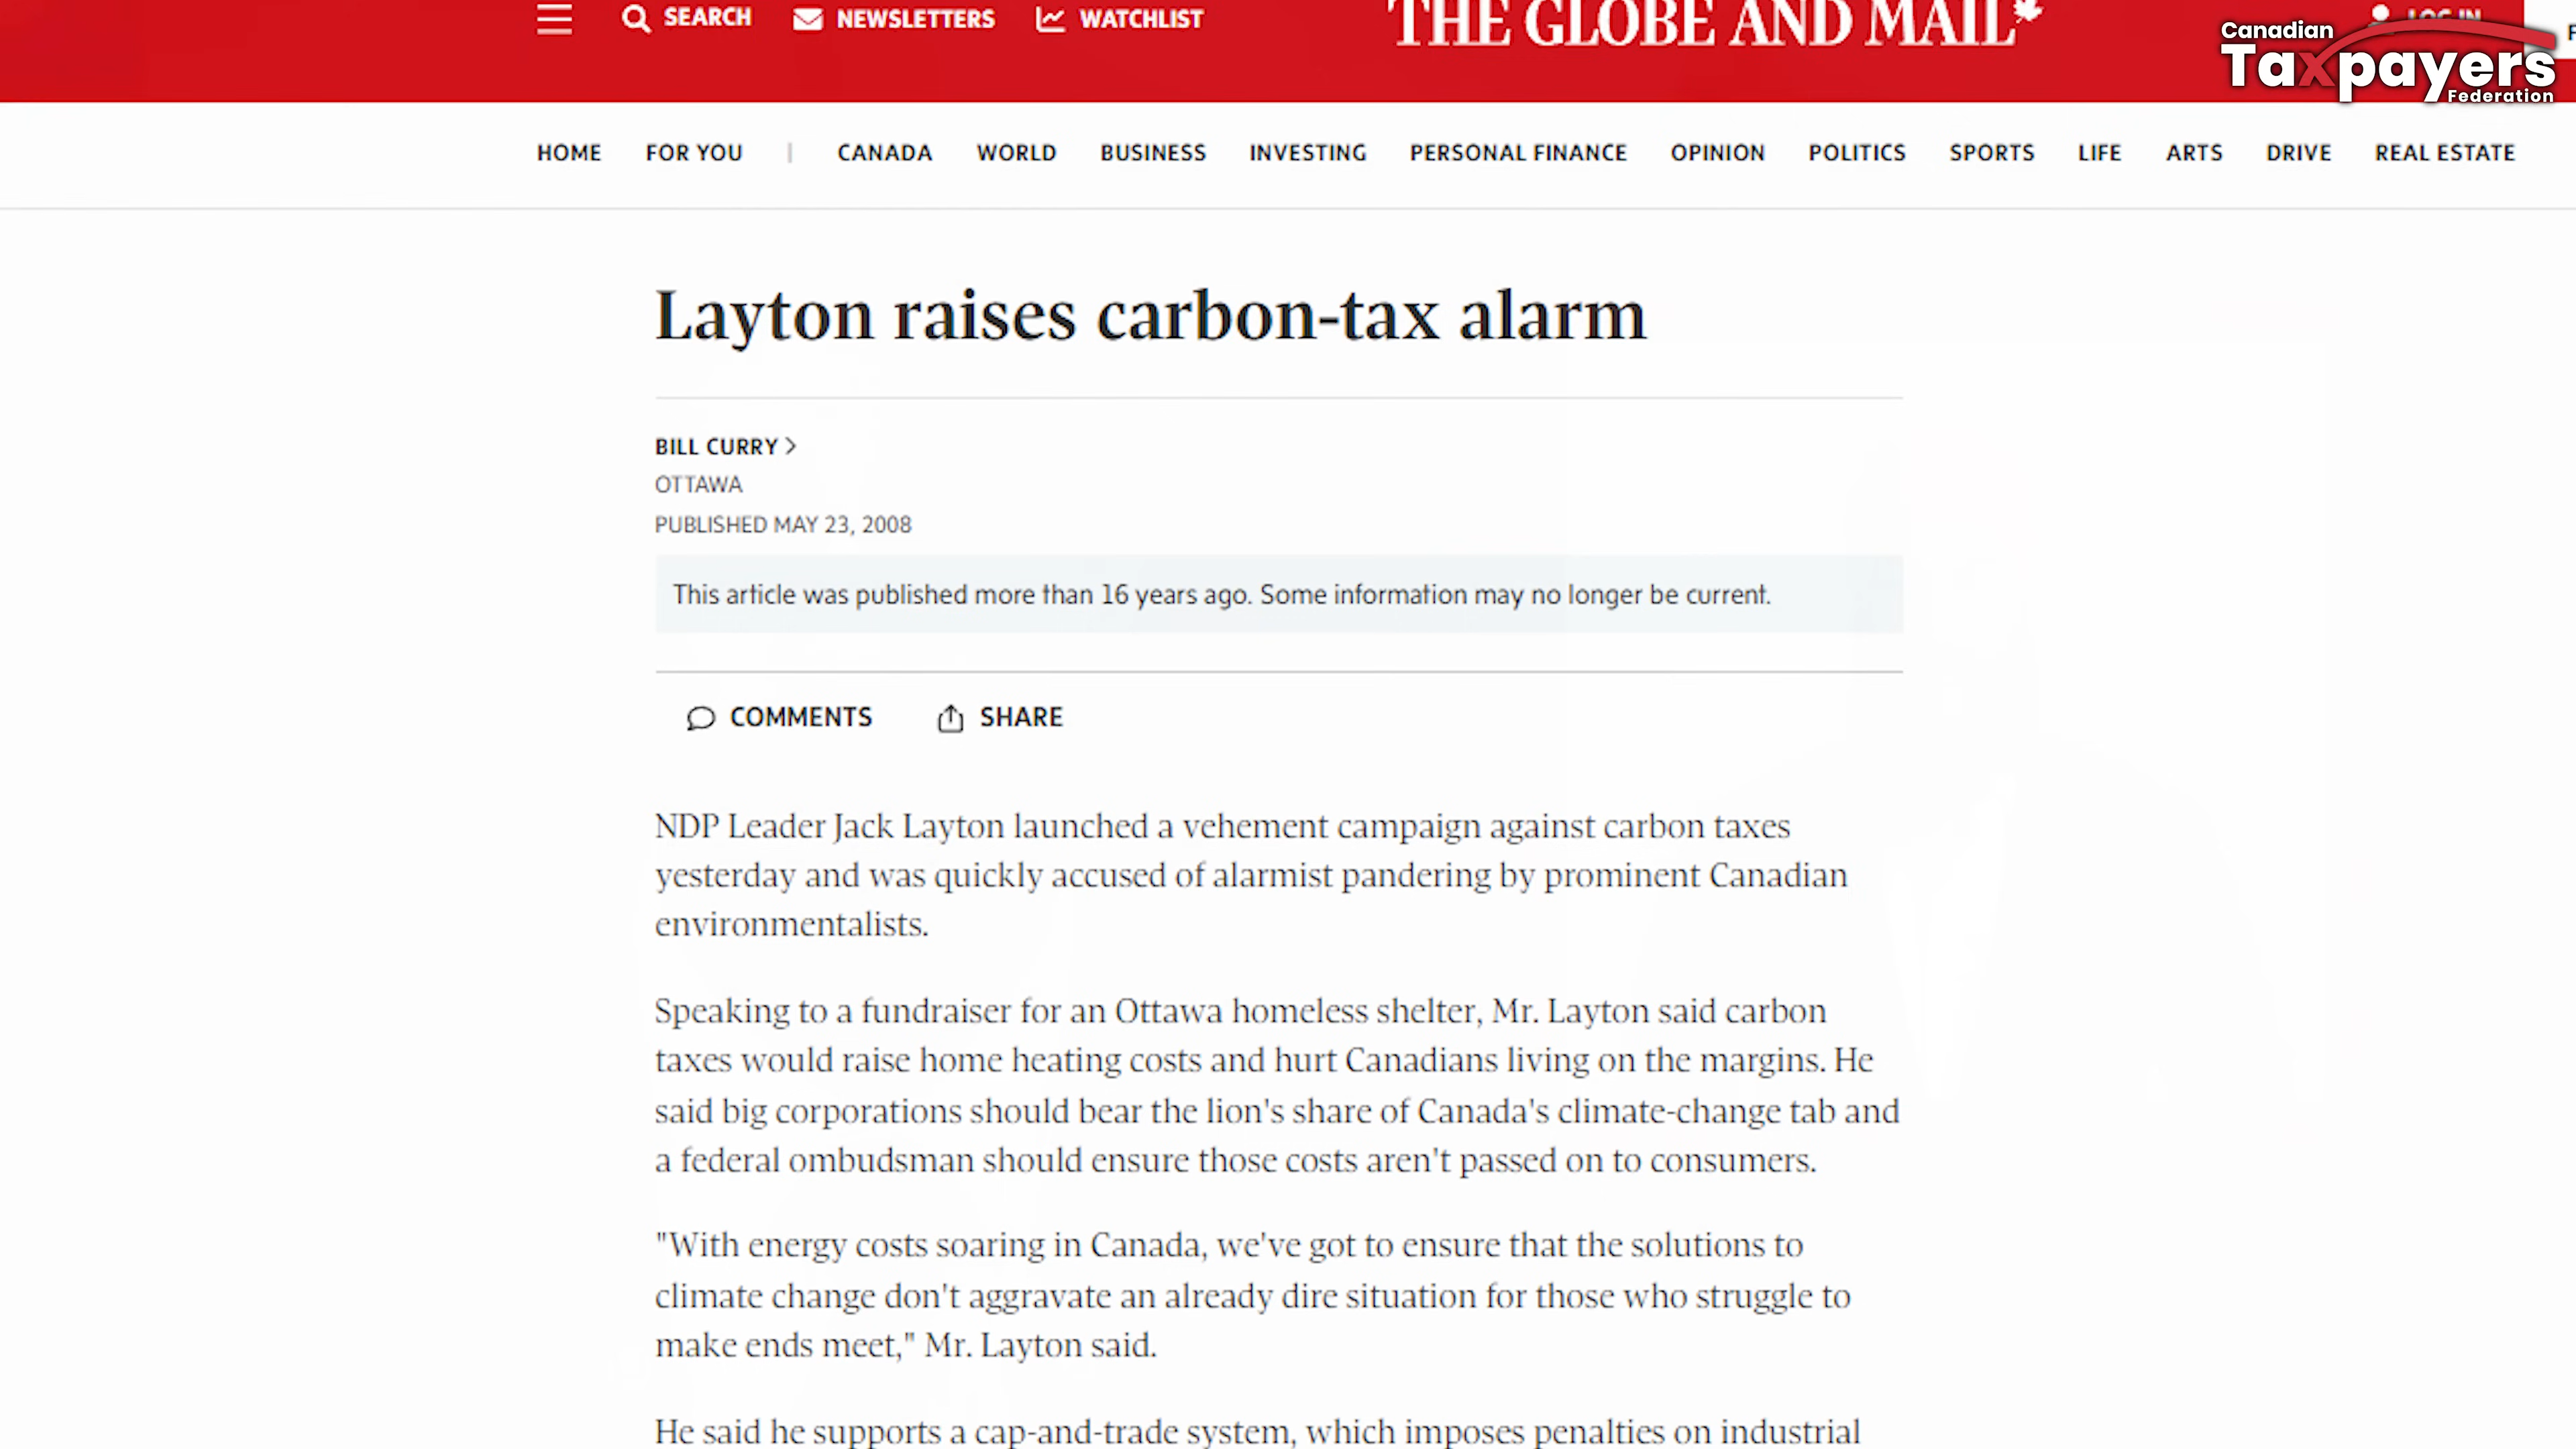 SEARCH NEWSLETTERS WATCHLIST THE GLOBE AND MAIL LOG IN
Canadian
Taxpayers
Federation
HOME FOR YOU | CANADA WORLD BUSINESS INVESTING PERSONAL FINANCE OPINION POLITICS SPORTS LIFE ARTS DRIVE REAL ESTATE
Layton raises carbon-tax alarm
BILL CURRY >
OTTAWA
PUBLISHED MAY 23, 2008
This article was published more than 16 years ago. Some information may no longer be current.
COMMENTS SHARE
NDP Leader Jack Layton launched a vehement campaign against carbon taxes
yesterday and was quickly accused of alarmist pandering by prominent Canadian
environmentalists.
Speaking to a fundraiser for an Ottawa homeless shelter, Mr. Layton said carbon
taxes would raise home heating costs and hurt Canadians living on the margins. He
said big corporations should bear the lion's share of Canada's climate-change tab and
a federal ombudsman should ensure those costs aren't passed on to consumers.
"With energy costs soaring in Canada, we've got to ensure that the solutions to
climate change don't aggravate an already dire situation for those who struggle to
make ends meet," Mr. Layton said.
He said he supports a cap-and-trade system, which imposes penalties on industrial